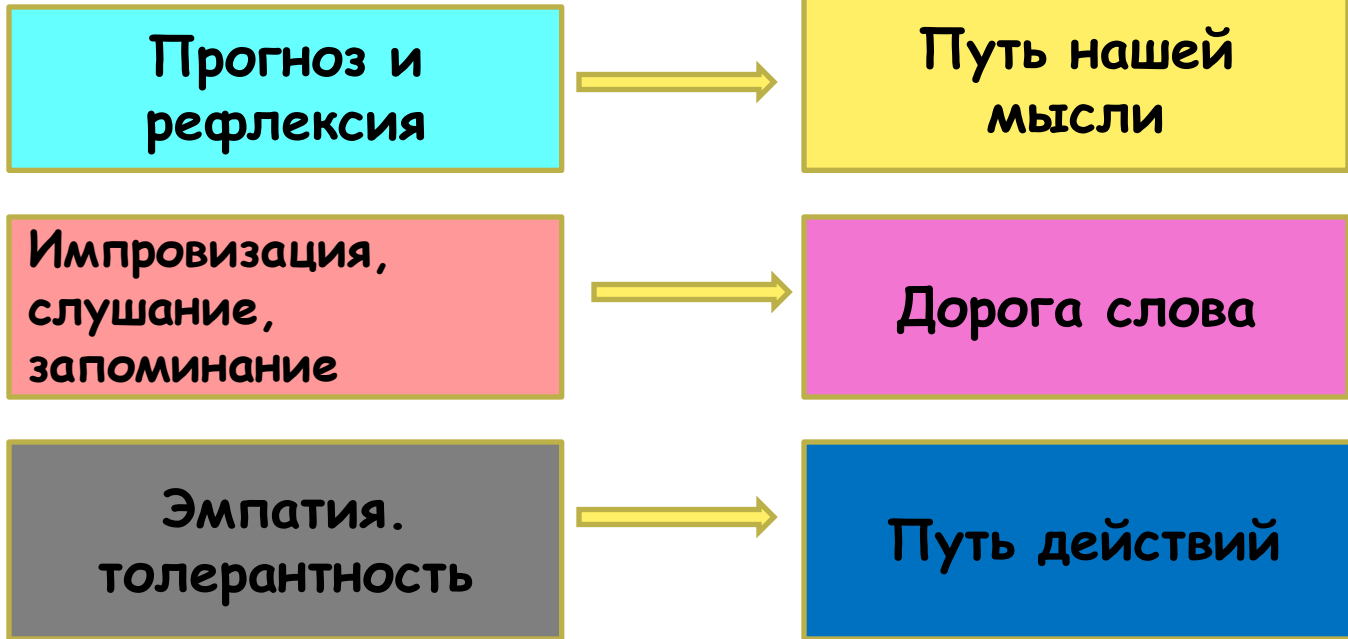 Прогноз и
рефлексия
Путь нашей
мысли
Импровизация,
слушание,
запоминание
Дорога слова
Эмпатия.
толерантность
Путь действий